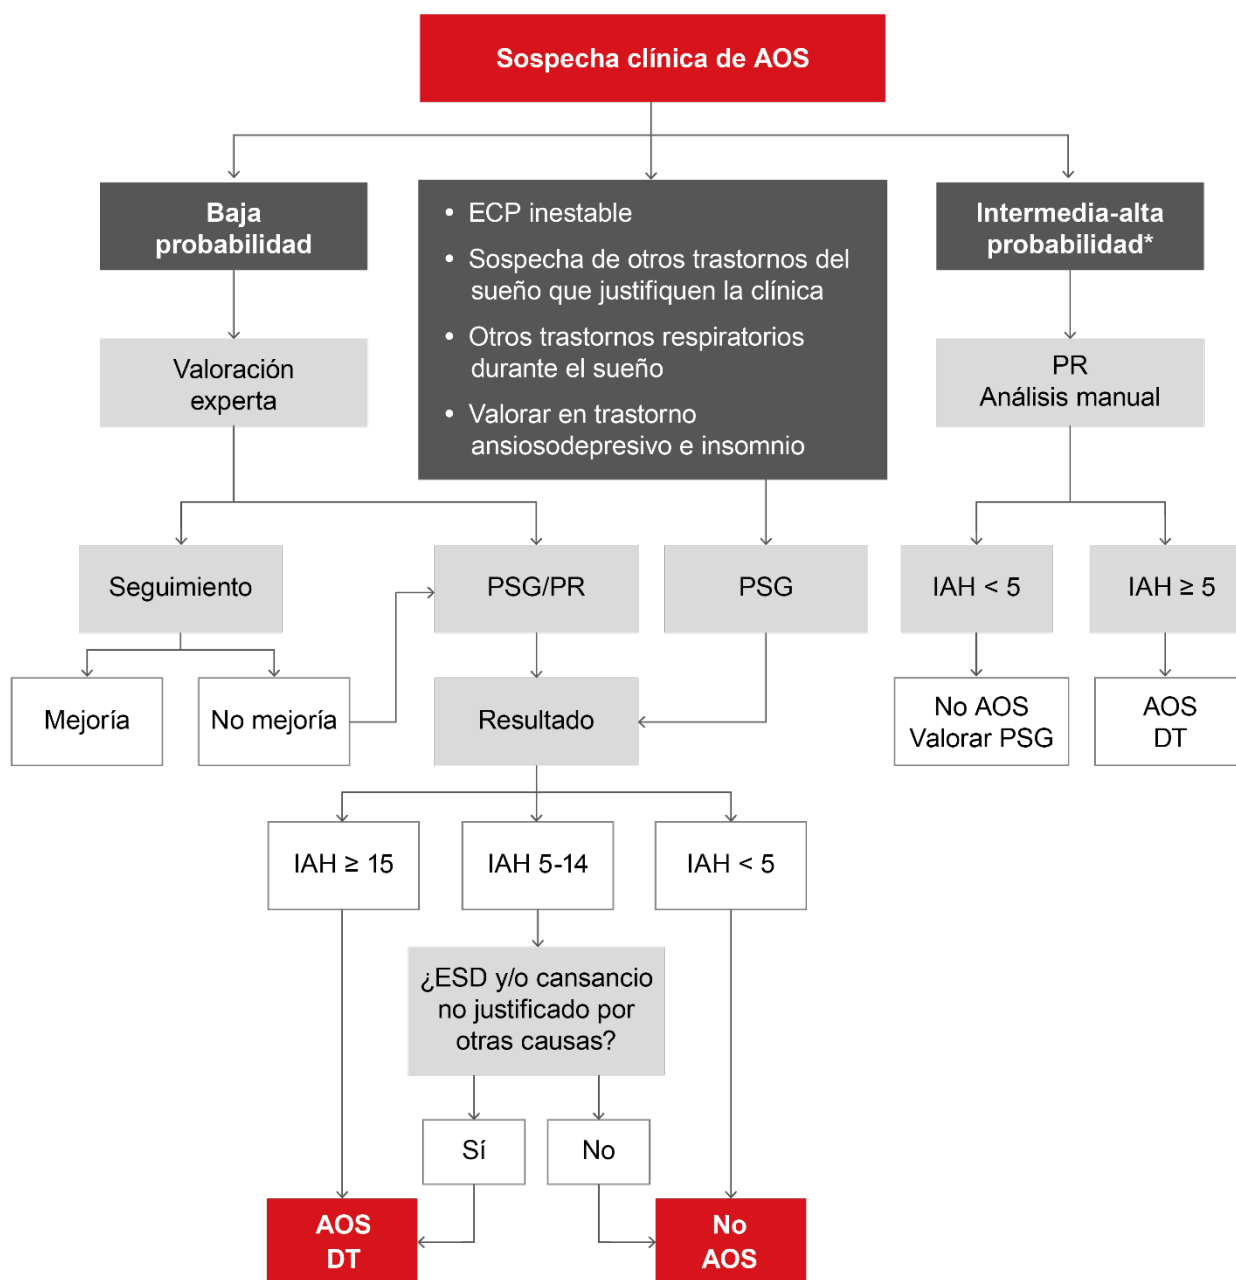 Sospecha clínica de AOS
Baja
probabilidad
• ECP inestable
• Sospecha de otros trastornos del
sueño que justifiquen la clínica
• Otros trastornos respiratorios
durante el sueño
• Valorar en trastorno
ansiosodepresivo e insomnio
Intermedia-alta
probabilidad*
Valoración
experta
PR
Análisis manual
Seguimiento
PSG/PR
PSG
IAH < 5
IAH ≥ 5
Mejoría
No mejoría
Resultado
No AOS
Valorar PSG
AOS
DT
IAH ≥ 15
IAH 5-14
IAH < 5
¿ESD y/o cansancio
no justificado por
otras causas?
Sí
No
AOS
DT
No
AOS